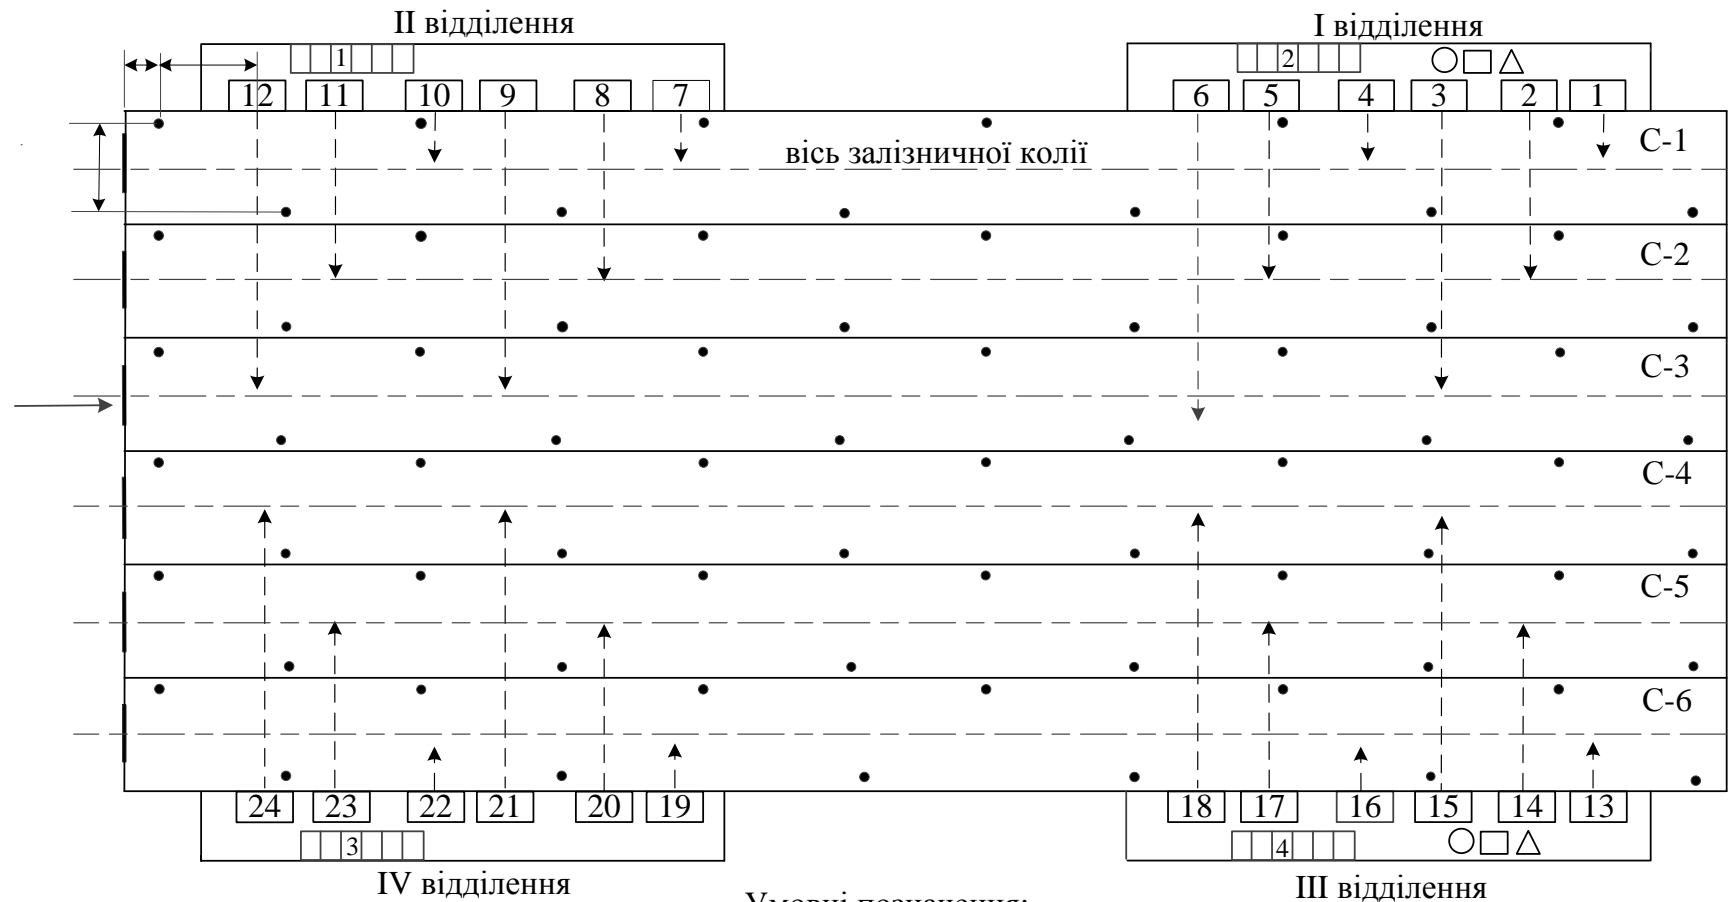 II відділення
I відділення
1
2
12 11 10 9 8 7
6 5 4 3 2 1
С-1
вісь залізничної колії
С-2
С-3
С-4
С-5
С-6
24 23 22 21 20 19
18 17 16 15 14 13
3
4
IV відділення
III відділення
Умовні позначення: